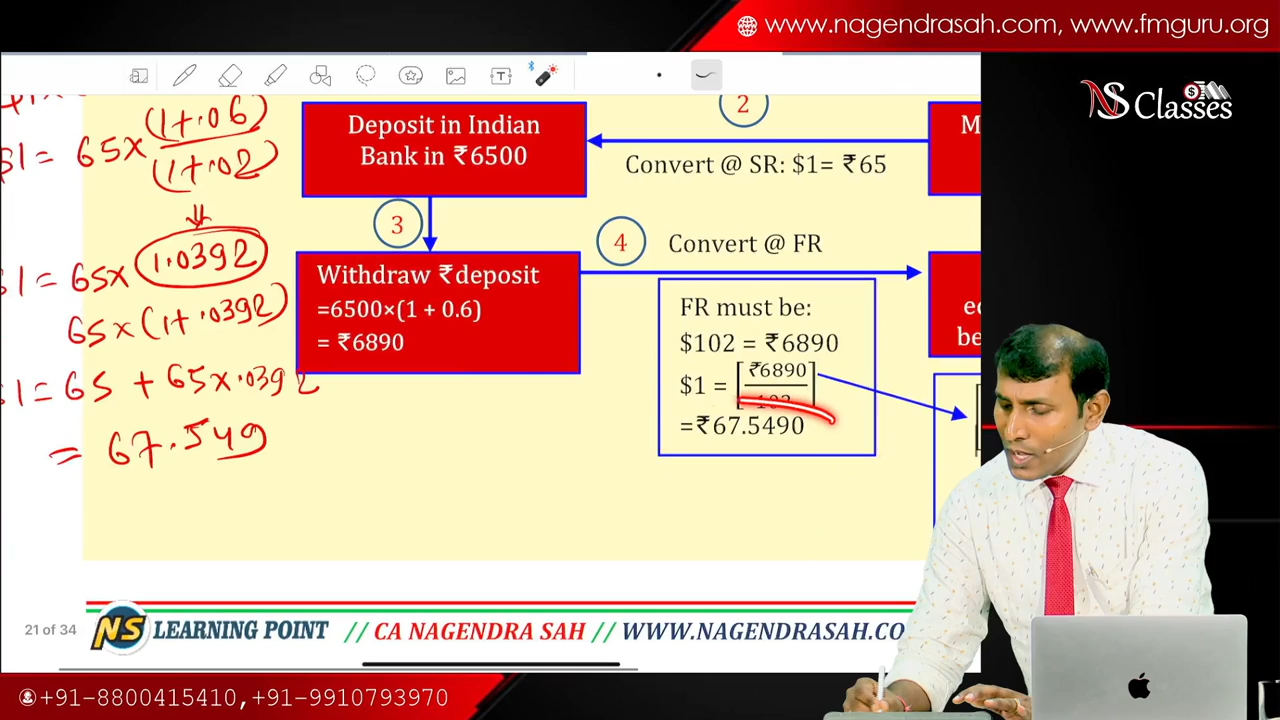 www.nagendrasah.com, www.fmguru.org
NS Classes
$1 = 65 x (1+.06)
(1+.02)
$1 = 65 x 1.0392
65 x (1+.0392)
$1 = 65 + 65 x .0392
= 67.549
Deposit in Indian
Bank in ₹6500
2
Convert @ SR: $1= ₹65
M
3
4
Convert @ FR
Withdraw ₹deposit
=6500×(1 + 0.6)
= ₹6890
FR must be:
$102 = ₹6890
$1 = [₹6890
102]
=₹67.5490
be
21 of 34
NS LEARNING POINT // CA NAGENDRA SAH // WWW.NAGENDRASAH.CO
+91-8800415410,+91-9910793970